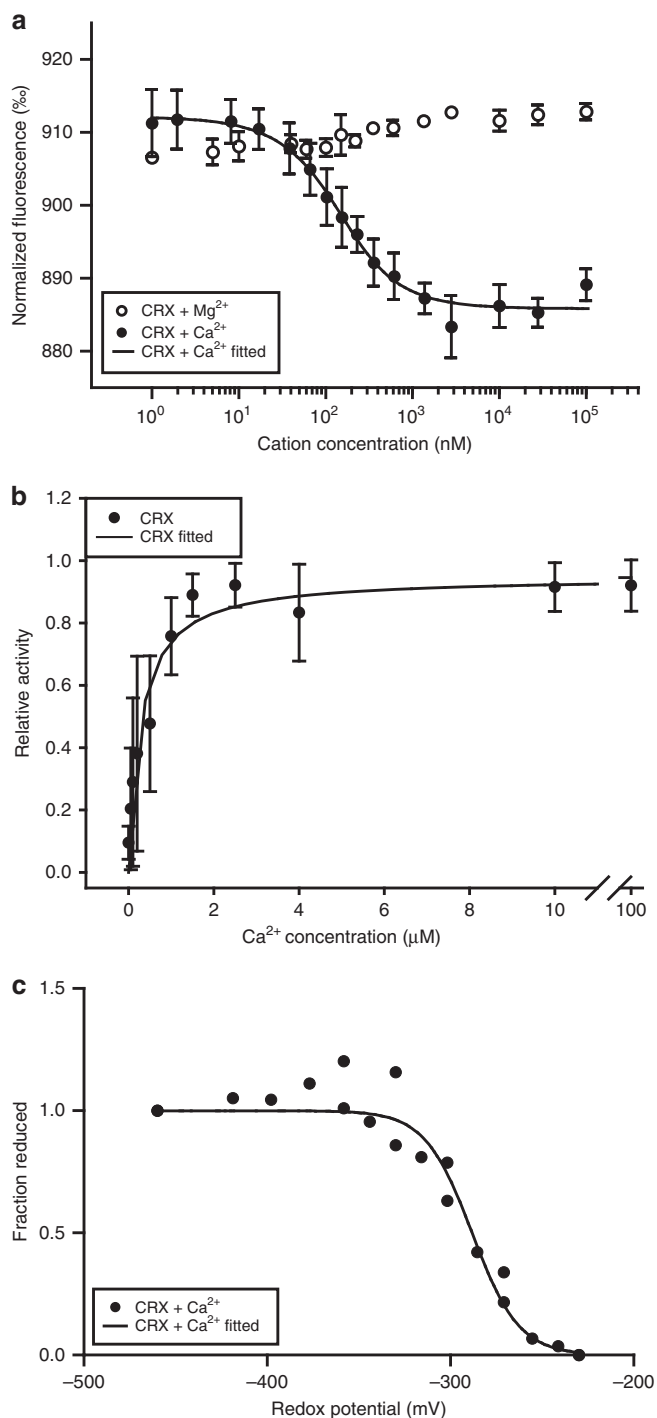 a
920
910
900
890
880
Normalized fluorescence (‰)
CRX + Mg²⁺
CRX + Ca²⁺
CRX + Ca²⁺ fitted
10⁰ 10¹ 10² 10³ 10⁴ 10⁵
Cation concentration (nM)
b
1.2
1.0
0.8
0.6
0.4
0.2
0.0
Relative activity
CRX
CRX fitted
0 2 4 6 8 10 100
Ca²⁺ concentration (μM)
c
1.5
1.0
0.5
0.0
Fraction reduced
CRX + Ca²⁺
CRX + Ca²⁺ fitted
–500 –400 –300 –200
Redox potential (mV)